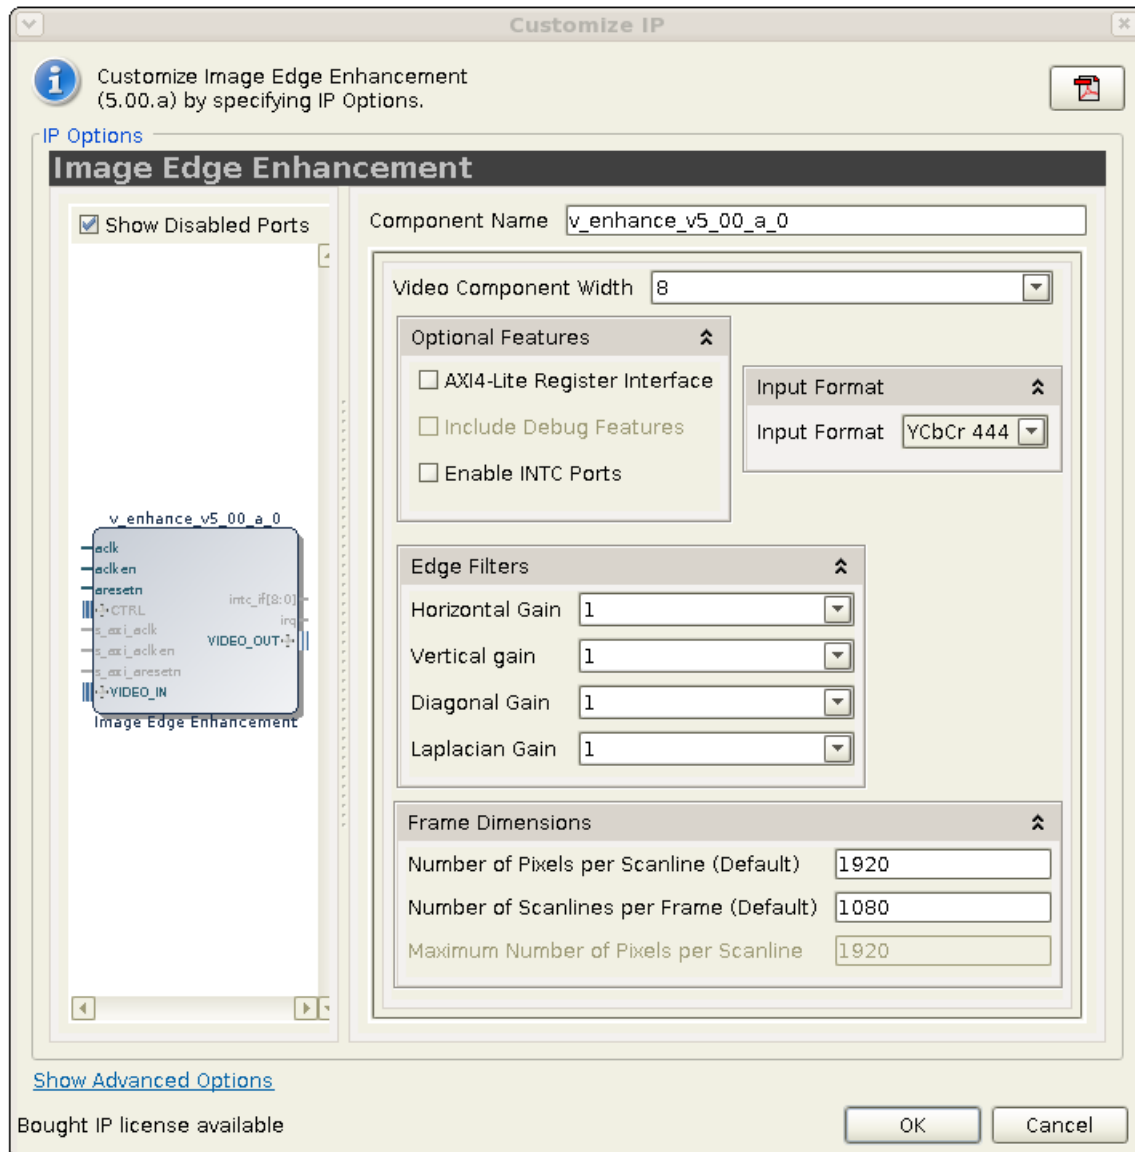 Customize IP
Customize Image Edge Enhancement
(5.00.a) by specifying IP Options.
IP Options
Image Edge Enhancement
Show Disabled Ports
v_enhance_v5_00_a_0
aclk
aclken
aresetn
CTRL
s_axi_aclk
s_axi_aclken
s_axi_aresetn
VIDEO_IN
intc_if[8:0]
irq
VIDEO_OUT
Image Edge Enhancement
Component Name v_enhance_v5_00_a_0
Video Component Width 8
Optional Features
AXI4-Lite Register Interface
Include Debug Features
Enable INTC Ports
Input Format
Input Format YCbCr 444
Edge Filters
Horizontal Gain 1
Vertical gain 1
Diagonal Gain 1
Laplacian Gain 1
Frame Dimensions
Number of Pixels per Scanline (Default) 1920
Number of Scanlines per Frame (Default) 1080
Maximum Number of Pixels per Scanline 1920
Show Advanced Options
Bought IP license available
OK
Cancel